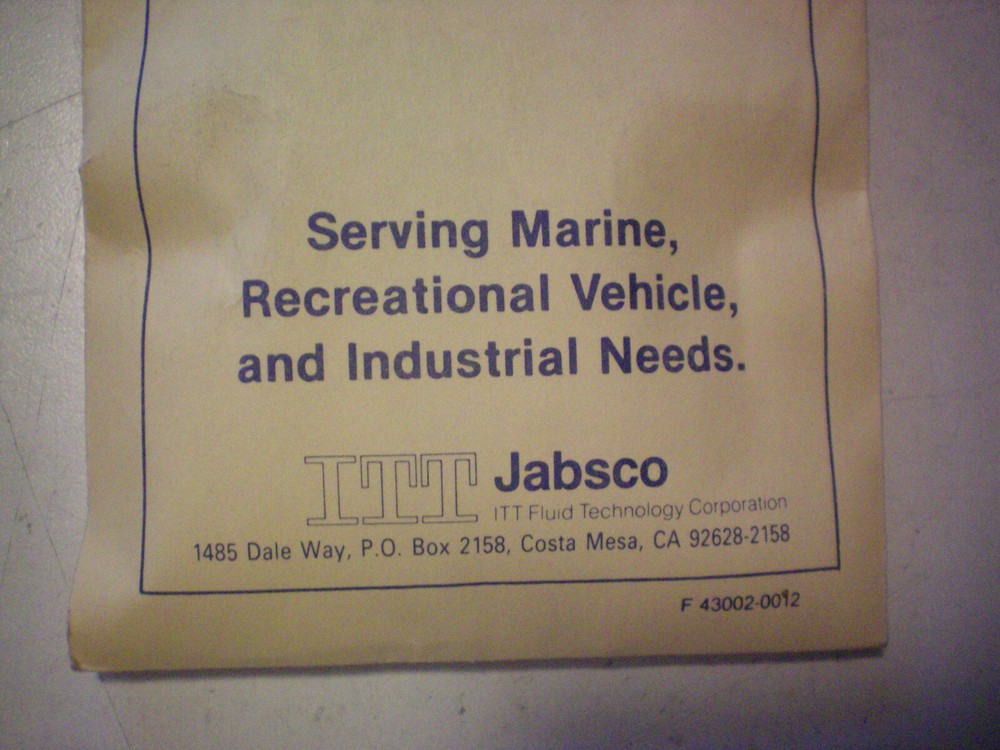 Serving Marine,
Recreational Vehicle,
and Industrial Needs.
ITT Jabsco
ITT Fluid Technology Corporation
1485 Dale Way, P.O. Box 2158, Costa Mesa, CA 92628-2158
F 43002-0012